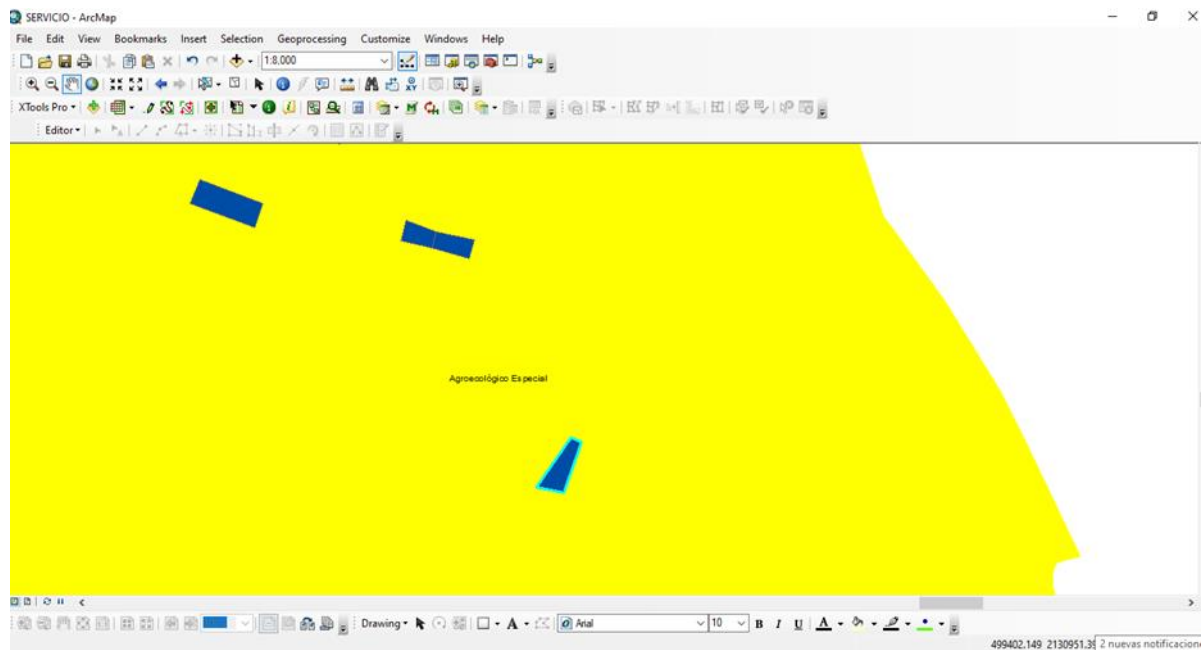 SERVICIO - ArcMap
File Edit View Bookmarks Insert Selection Geoprocessing Customize Windows Help
1:8,000
XTools Pro
Editor
Agroecológico Especial
Drawing A Arial 10 B I U A
499402.149 2130951.35 2 nuevas notificacion